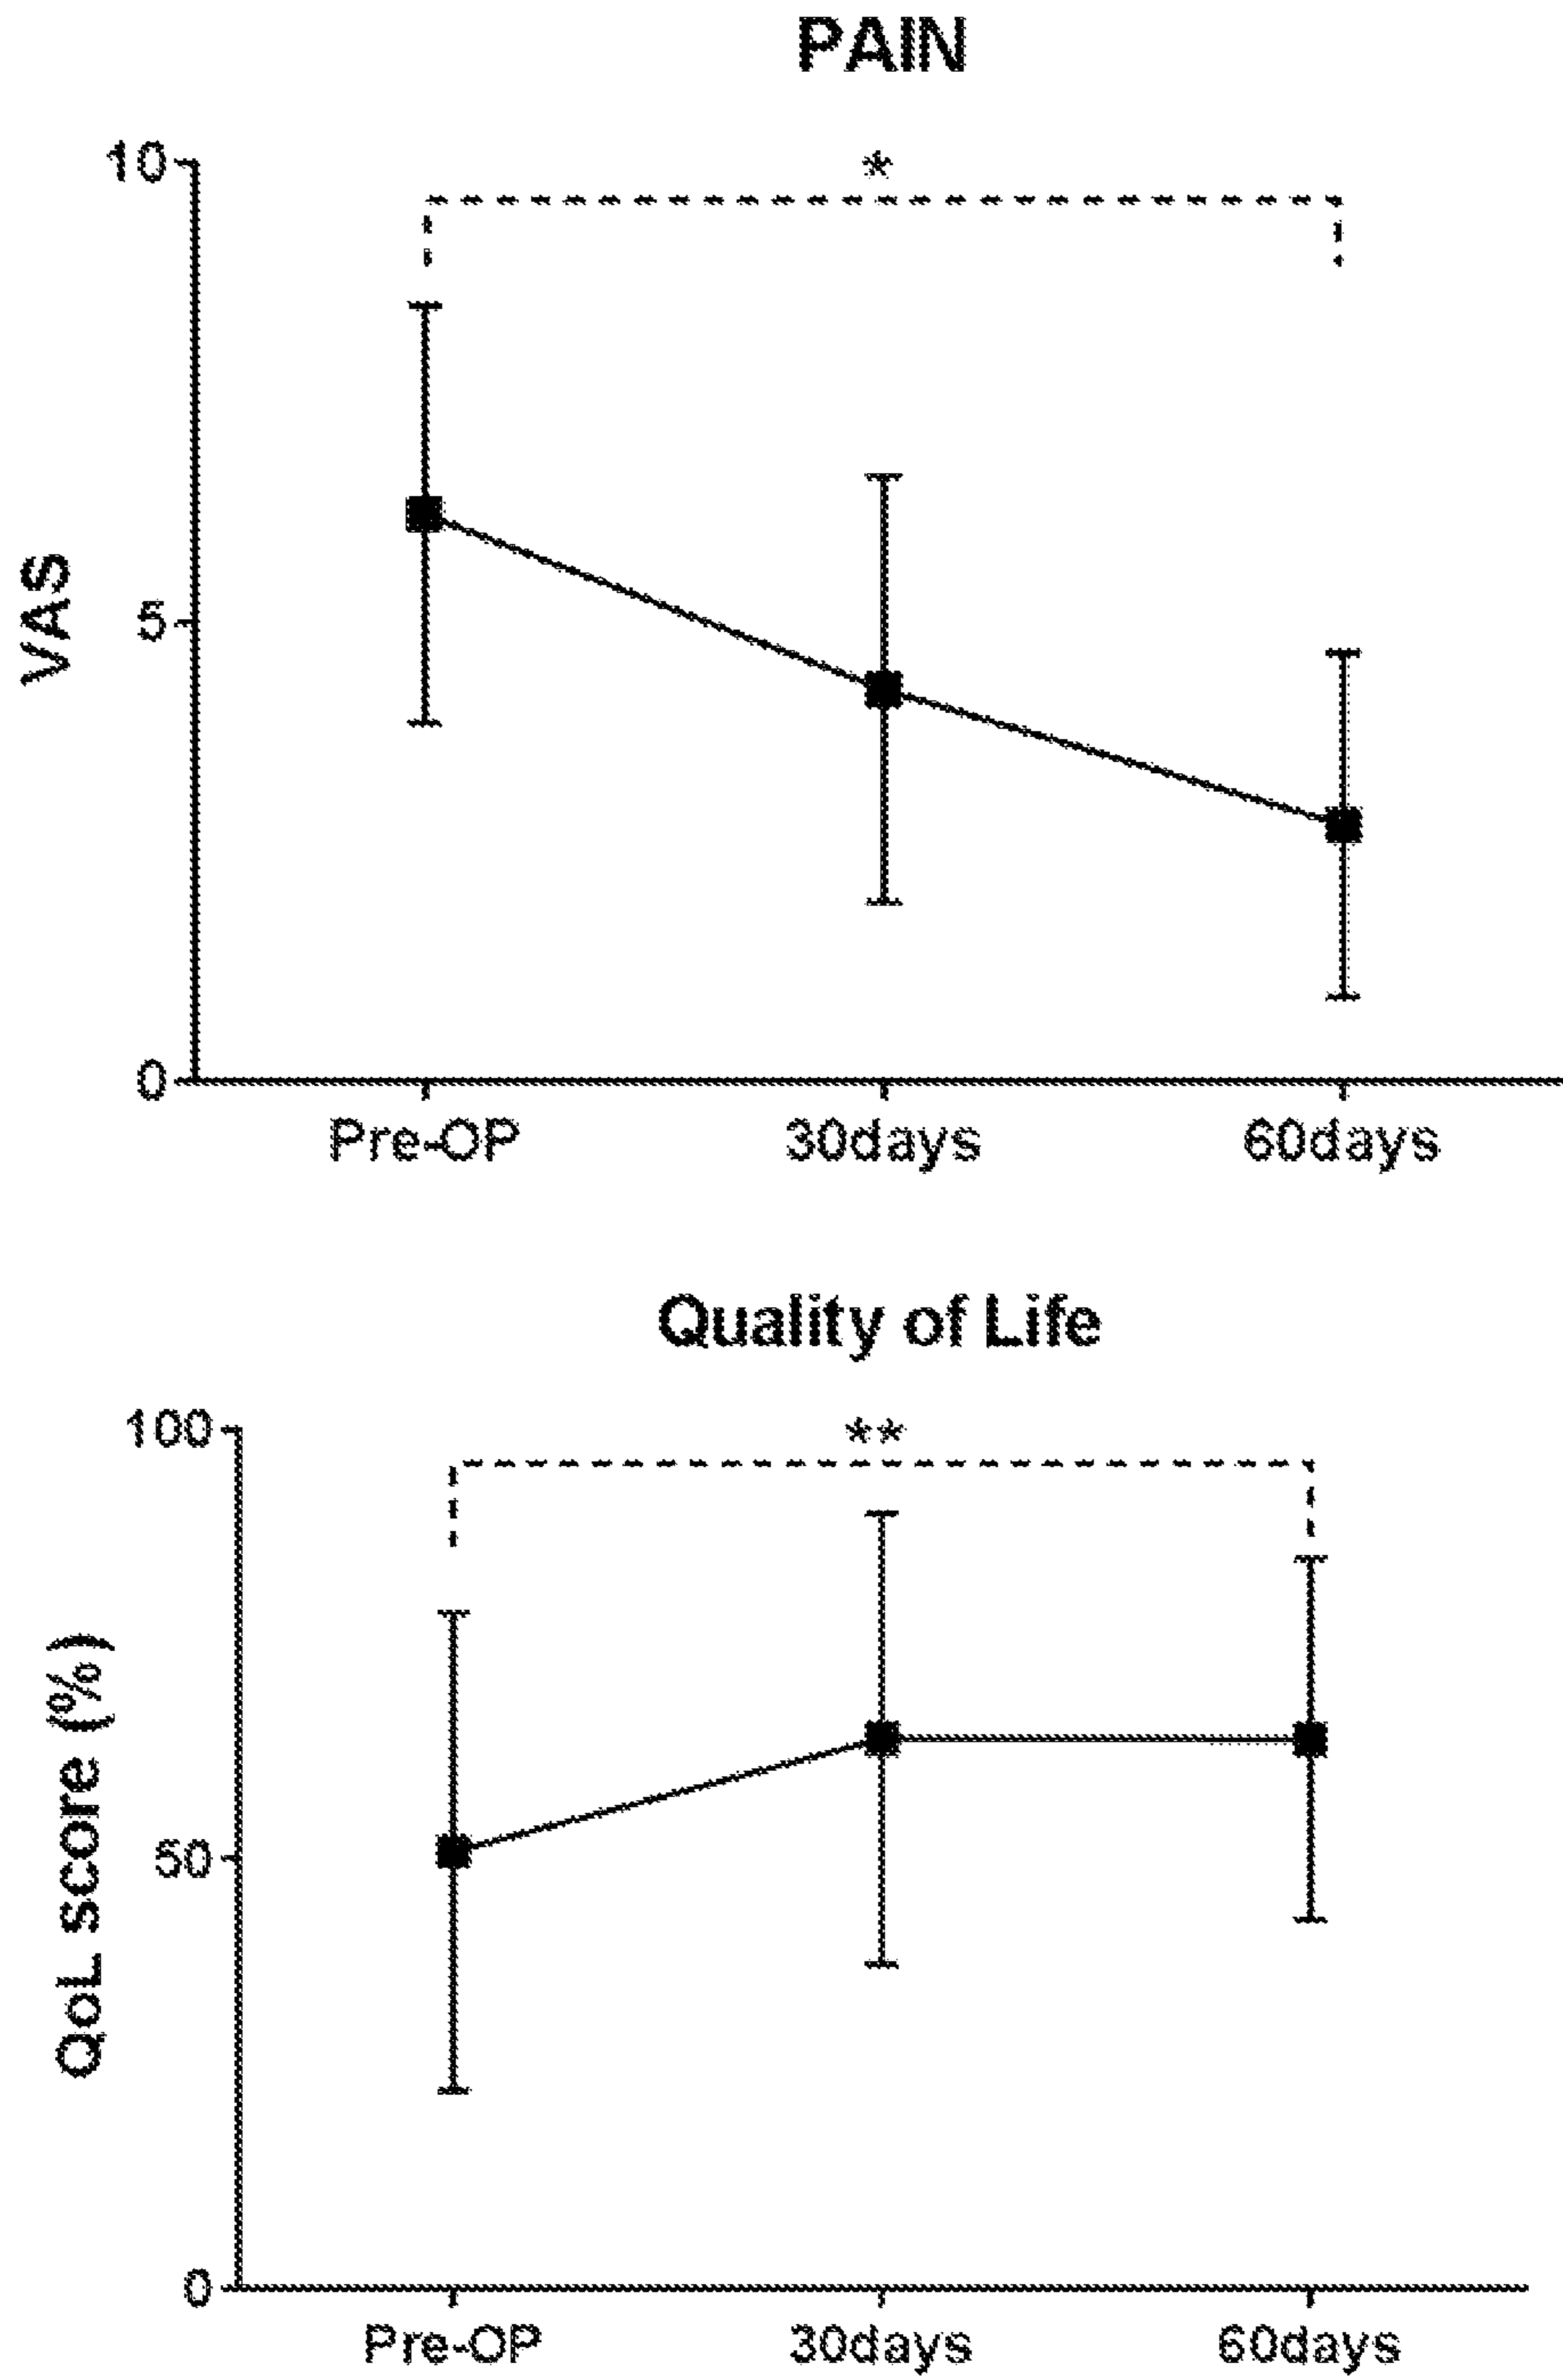 PAIN
10
*
VAS
5
0
Pre-OP 30days 60days
Quality of Life
100
**
QoL score (%)
50
0
Pre-OP 30days 60days